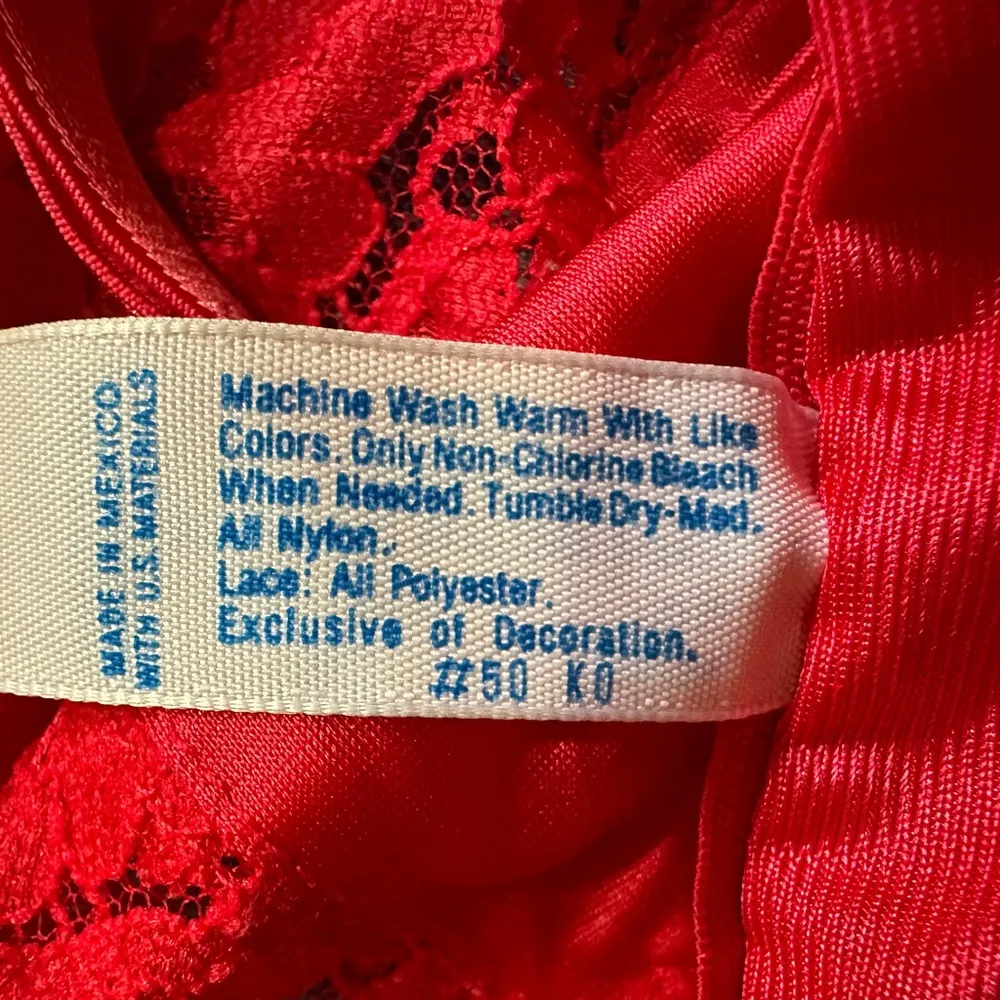 MADE IN MEXICO
WITH U.S. MATERIALS
Machine Wash Warm With Like
Colors. Only Non-Chlorine Bleach
When Needed. Tumble Dry-Med.
All Nylon.
Lace: All Polyester.
Exclusive of Decoration.
#50 KO